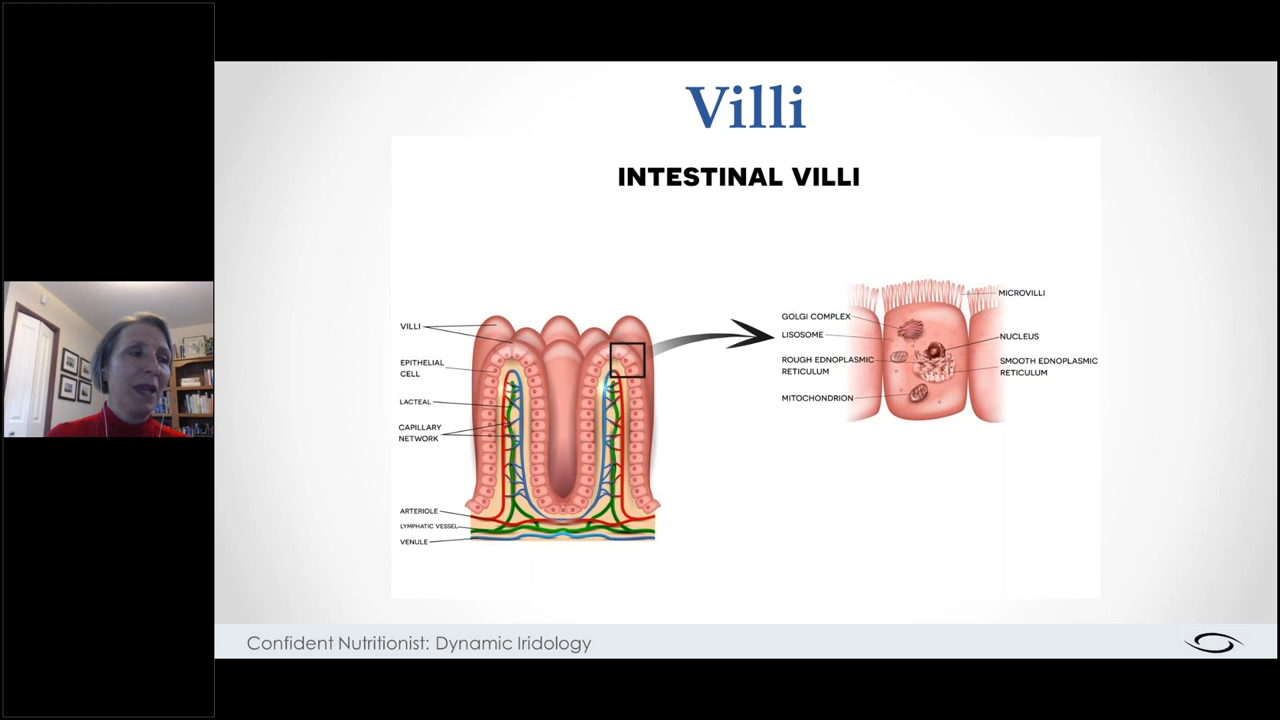 Villi
INTESTINAL VILLI
VILLI
EPITHELIAL
CELL
LACTEAL
CAPILLARY
NETWORK
ARTERIOLE
LYMPHATIC VESSEL
VENULE
GOLGI COMPLEX
LISOSOME
ROUGH EDNOPLASMIC
RETICULUM
MITOCHONDRION
MICROVILLI
NUCLEUS
SMOOTH EDNOPLASMIC
RETICULUM
Confident Nutritionist: Dynamic Iridology